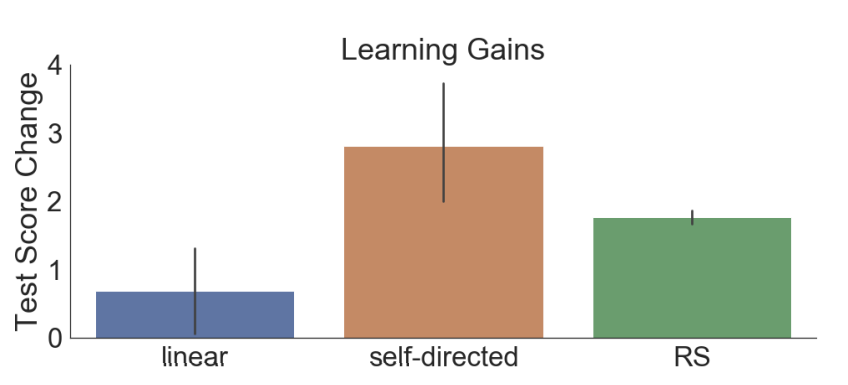 Learning Gains
Test Score Change
4
3
2
1
0
linear
self-directed
RS